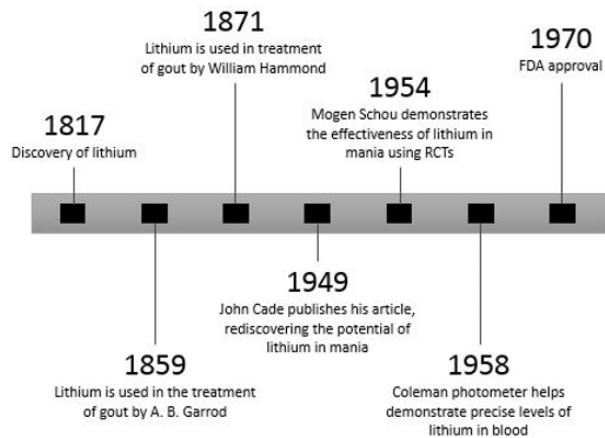 1817
Discovery of lithium
1859
Lithium is used in the treatment
of gout by A. B. Garrod
1871
Lithium is used in treatment
of gout by William Hammond
1949
John Cade publishes his article,
rediscovering the potential of
lithium in mania
1954
Mogen Schou demonstrates
the effectiveness of lithium in
mania using RCTs
1958
Coleman photometer helps
demonstrate precise levels of
lithium in blood
1970
FDA approval